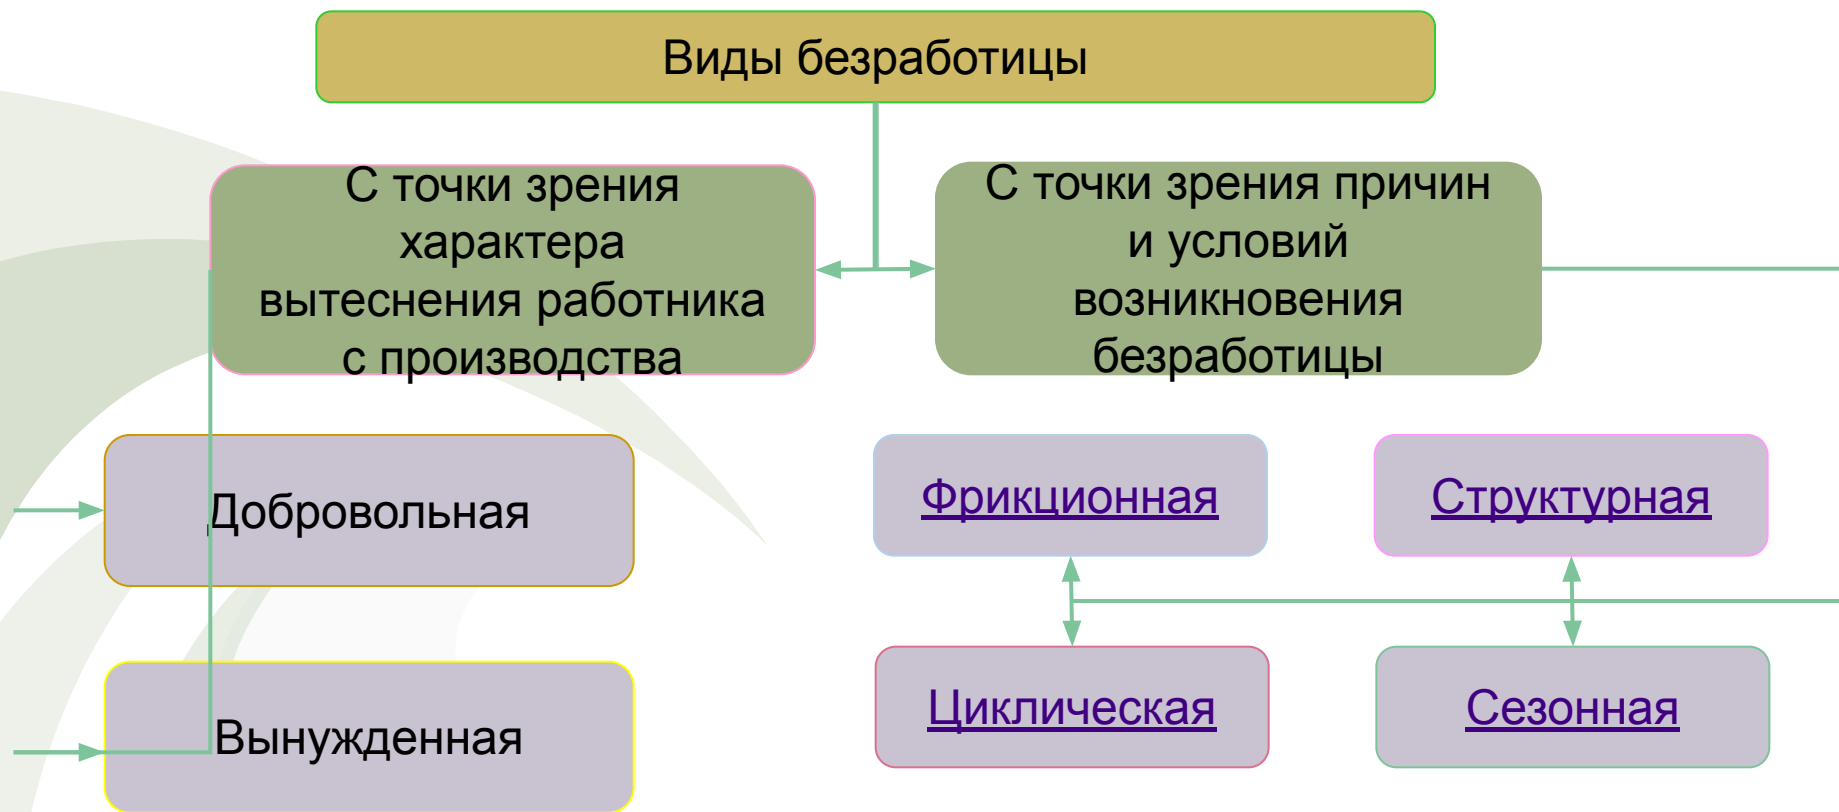 Виды безработицы
С точки зрения
характера
вытеснения работника
с производства
С точки зрения причин
и условий
возникновения
безработицы
Добровольная
Вынужденная
Фрикционная
Структурная
Циклическая
Сезонная